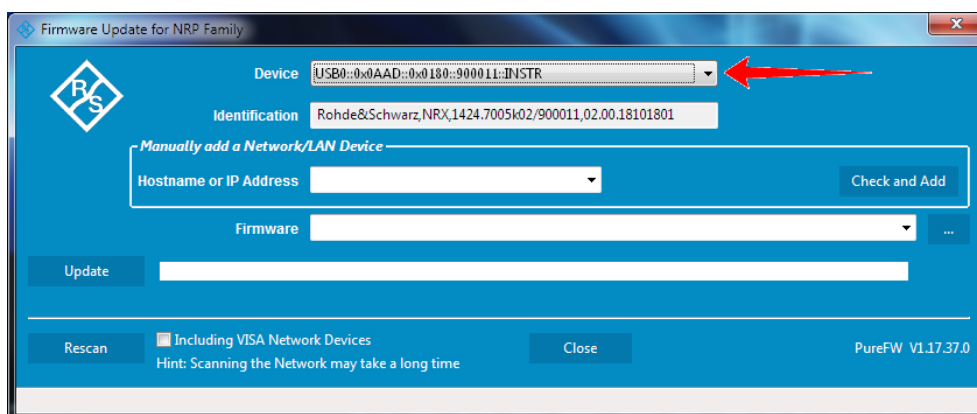 Firmware Update for NRP Family
R
S
Device USB0::0x0AAD::0x0180::900011::INSTR
Identification Rohde&Schwarz,NRX,1424.7005k02/900011,02.00.18101801
Manually add a Network/LAN Device
Hostname or IP Address Check and Add
Firmware ...
Update
Rescan Including VISA Network Devices Close PureFW V1.17.37.0
Hint: Scanning the Network may take a long time